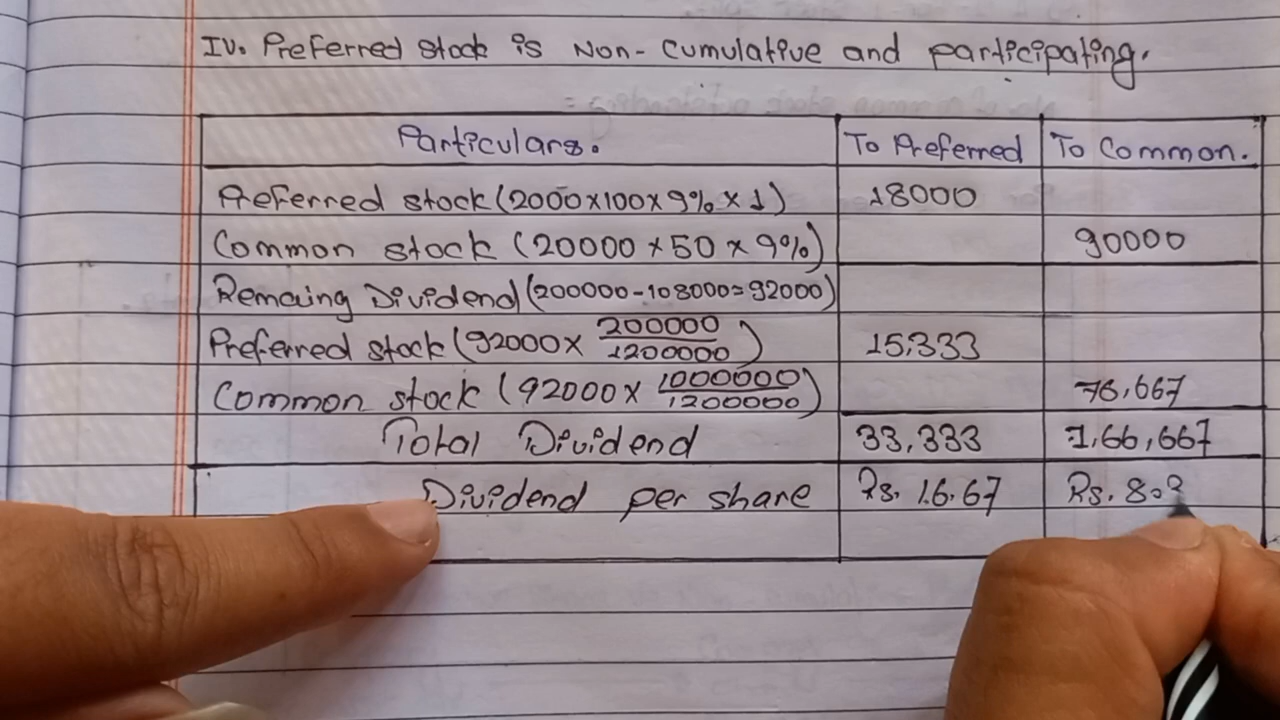 IV. Preferred stock is Non-Cumulative and participating.
Particulars. To Preferred To Common.
Preferred stock (2000x100x9% x 1) 18000
Common stock (20000 x 50 x 9%) 90000
Remaing Dividend (200000-108000=92000)
Preferred stock (92000 x 200000/1200000) 15,333
Common stock (92000 x 1000000/1200000) 76,667
Total Dividend 33,333 1,66,667
Dividend per share Rs. 16.67 Rs. 8.